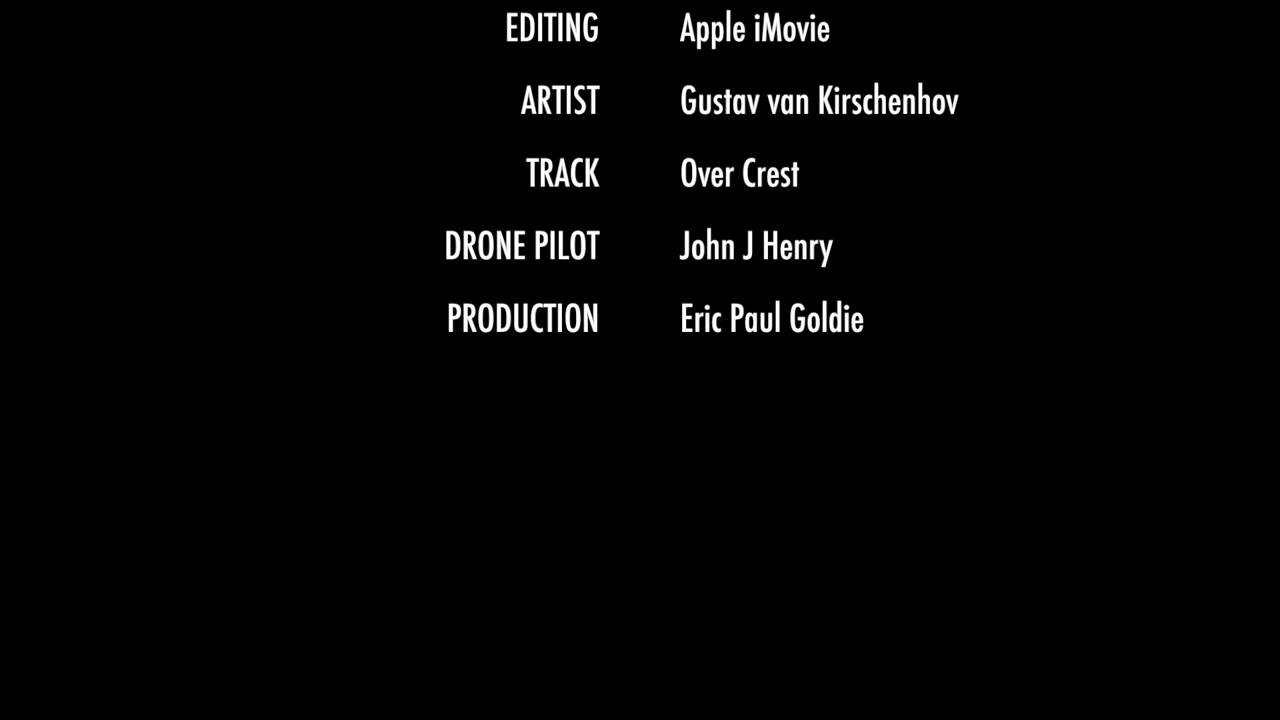 EDITING Apple iMovie
ARTIST Gustav van Kirschenhov
TRACK Over Crest
DRONE PILOT John J Henry
PRODUCTION Eric Paul Goldie